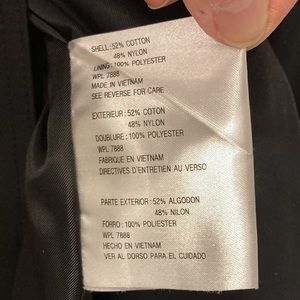 SHELL: 52% COTTON
48% NYLON
LINING: 100% POLYESTER
WPL 7888
MADE IN VIETNAM
SEE REVERSE FOR CARE
EXTERIEUR: 52% COTON
48% NYLON
DOUBLURE: 100% POLYESTER
WPL 7888
FABRIQUE EN VIETNAM
DIRECTIVES D'ENTRETIEN AU VERSO
PARTE EXTERIOR: 52% ALGODON
48% NILON
FORRO: 100% POLIESTER
WPL 7888
HECHO EN VIETNAM
VER AL DORSO PARA EL CUIDADO